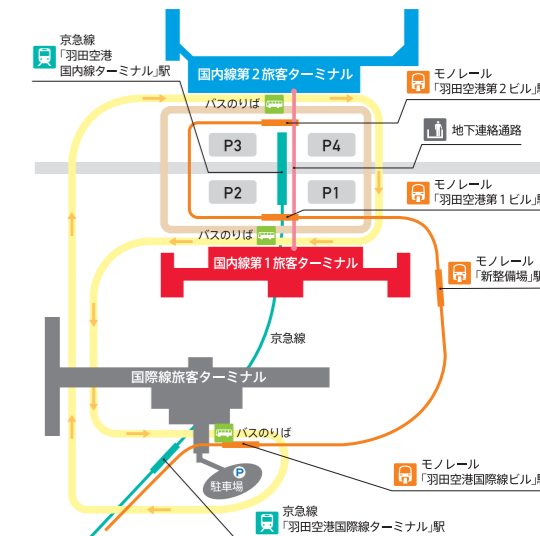 京急線
「羽田空港
国内線ターミナル」駅
国内線第2旅客ターミナル
バスのりば
モノレール
「羽田空港第2ビル」駅
P3
P4
地下連絡通路
P2
P1
モノレール
「羽田空港第1ビル」駅
バスのりば
国内線第1旅客ターミナル
モノレール
「新整備場」駅
京急線
国際線旅客ターミナル
バスのりば
P
駐車場
モノレール
「羽田空港国際線ビル」駅
京急線
「羽田空港国際線ターミナル」駅